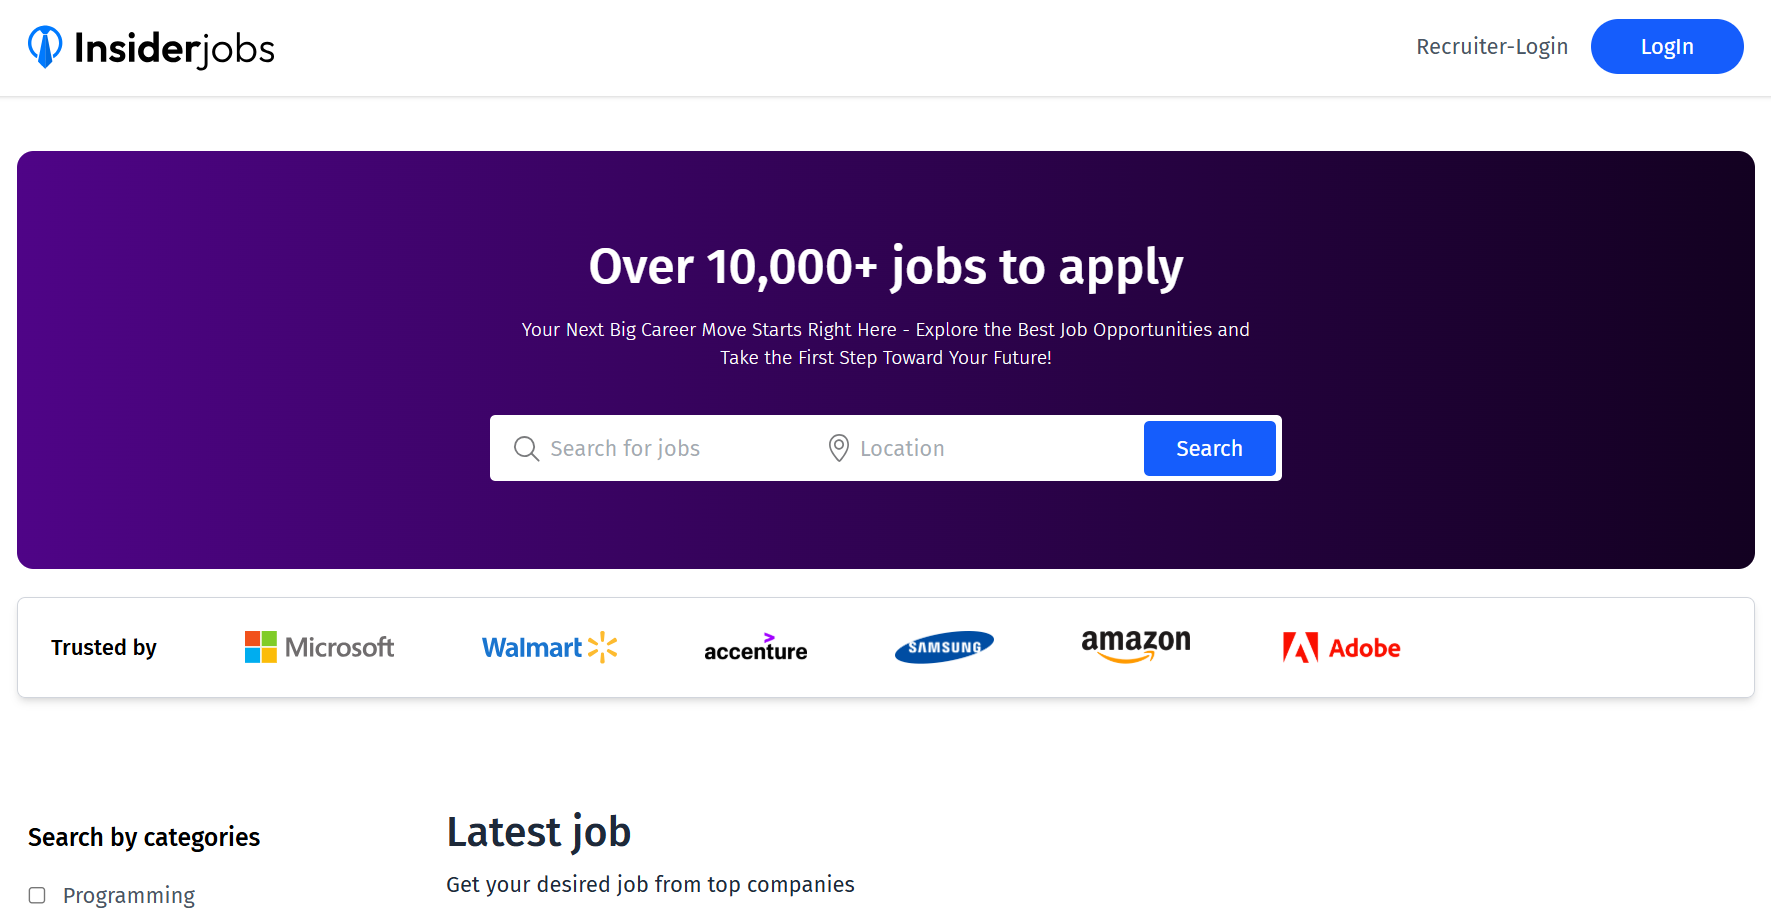 Insiderjobs
Recruiter-Login
LogIn
Over 10,000+ jobs to apply
Your Next Big Career Move Starts Right Here - Explore the Best Job Opportunities and
Take the First Step Toward Your Future!
Search for jobs
Location
Search
Trusted by
Microsoft
Walmart
accenture
SAMSUNG
amazon
Adobe
Search by categories
Programming
Latest job
Get your desired job from top companies